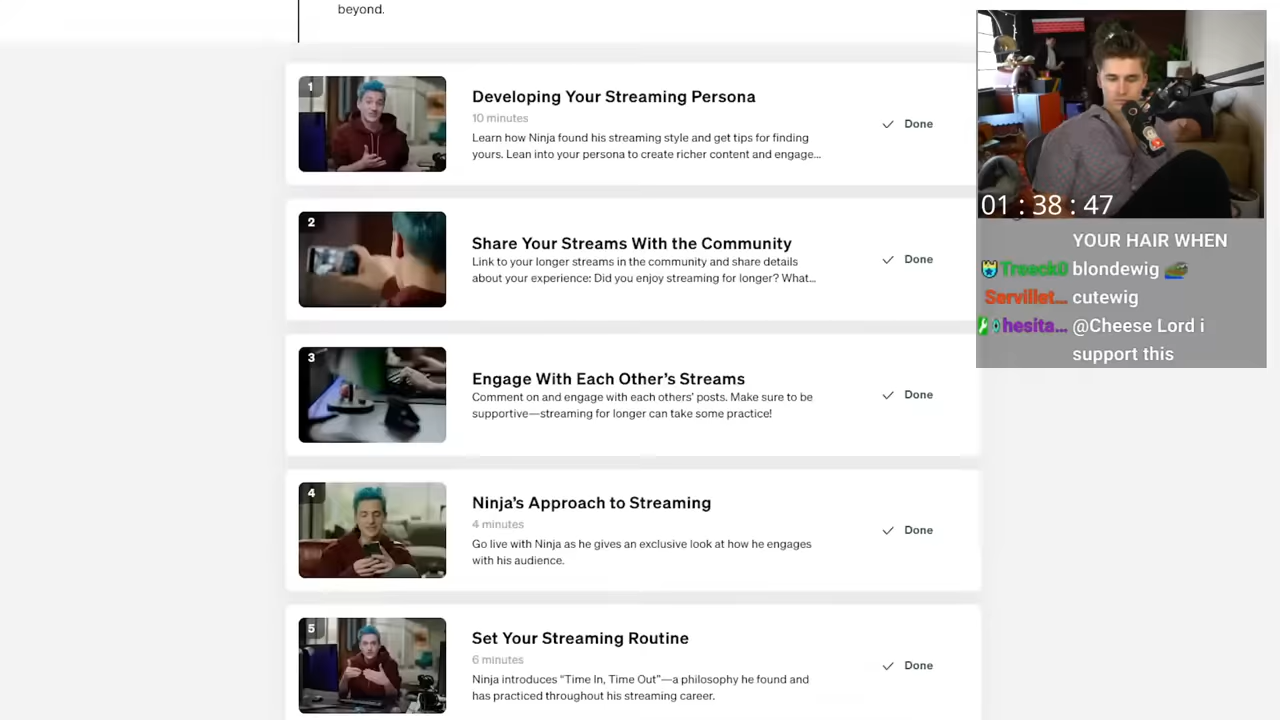 beyond.
1
Developing Your Streaming Persona
10 minutes
Learn how Ninja found his streaming style and get tips for finding
yours. Lean into your persona to create richer content and engage...
Done
2
Share Your Streams With the Community
Link to your longer streams in the community and share details
about your experience: Did you enjoy streaming for longer? What...
Done
3
Engage With Each Other’s Streams
Comment on and engage with each others’ posts. Make sure to be
supportive—streaming for longer can take some practice!
Done
4
Ninja’s Approach to Streaming
4 minutes
Go live with Ninja as he gives an exclusive look at how he engages
with his audience.
Done
5
Set Your Streaming Routine
6 minutes
Ninja introduces “Time In, Time Out”—a philosophy he found and
has practiced throughout his streaming career.
Done
01 : 38 : 47
YOUR HAIR WHEN
blondewig
cutewig
hesita... @Cheese Lord i
support this